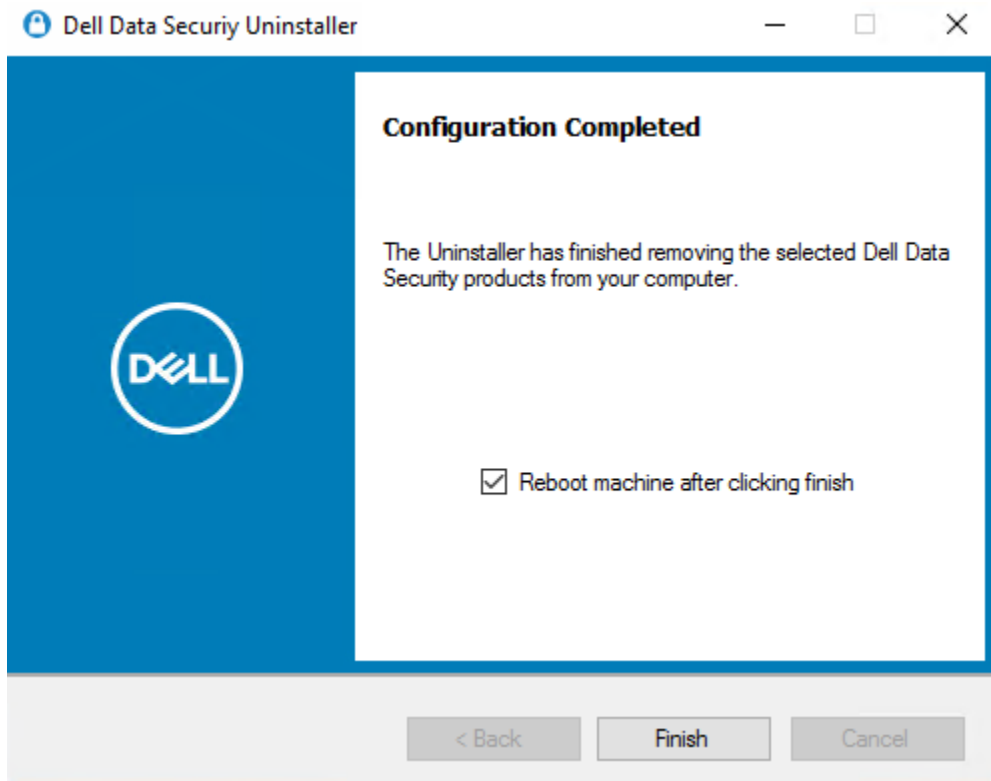 Dell Data Securiy Uninstaller
Configuration Completed
The Uninstaller has finished removing the selected Dell Data
Security products from your computer.
DELL
Reboot machine after clicking finish
< Back
Finish
Cancel